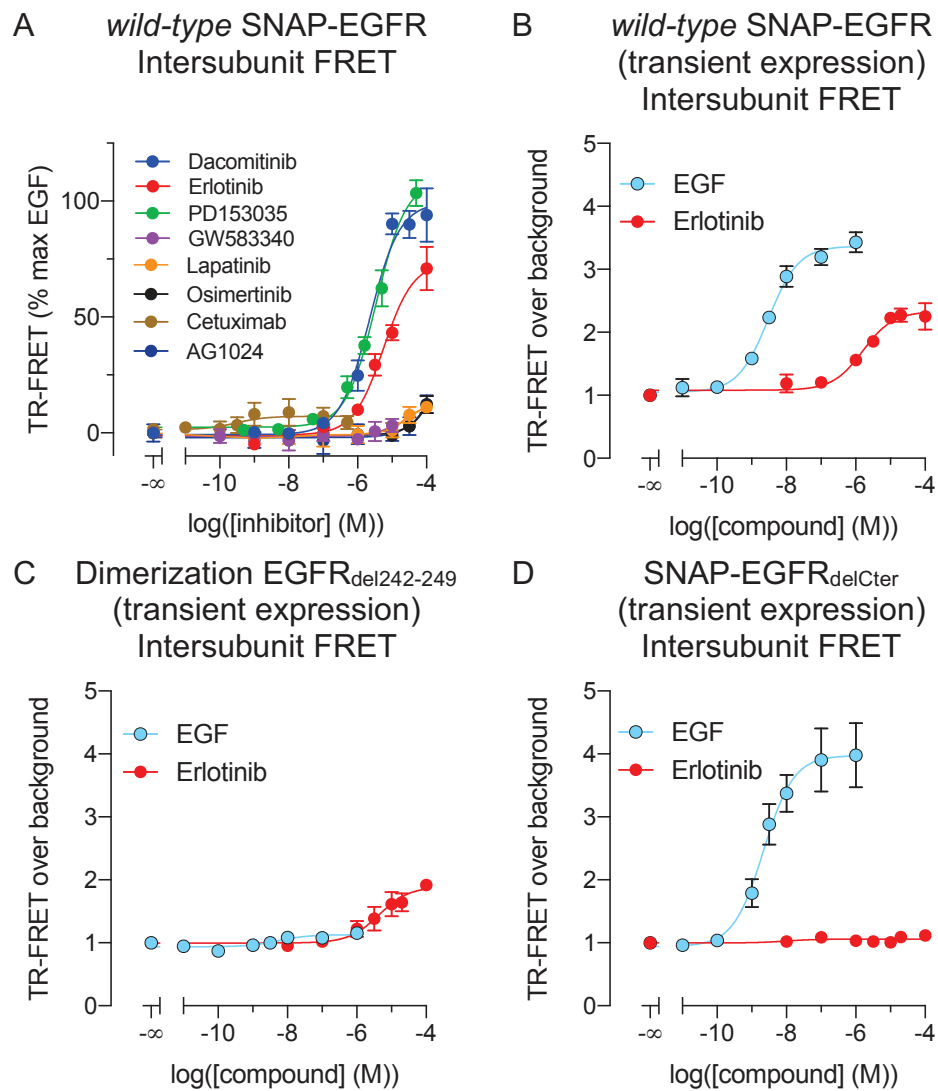 A
wild-type SNAP-EGFR
Intersubunit FRET
TR-FRET (% max EGF)
100
50
0
Dacomitinib
Erlotinib
PD153035
GW583340
Lapatinib
Osimertinib
Cetuximab
AG1024
-∞
-10
-8
-6
-4
log([inhibitor] (M))
B
wild-type SNAP-EGFR
(transient expression)
Intersubunit FRET
TR-FRET over background
5
4
3
2
1
0
EGF
Erlotinib
-∞
-10
-8
-6
-4
log([compound] (M))
C
Dimerization EGFRdel242-249
(transient expression)
Intersubunit FRET
TR-FRET over background
5
4
3
2
1
0
EGF
Erlotinib
-∞
-10
-8
-6
-4
log([compound] (M))
D
SNAP-EGFRdelCter
(transient expression)
Intersubunit FRET
TR-FRET over background
5
4
3
2
1
0
EGF
Erlotinib
-∞
-10
-8
-6
-4
log([compound] (M))